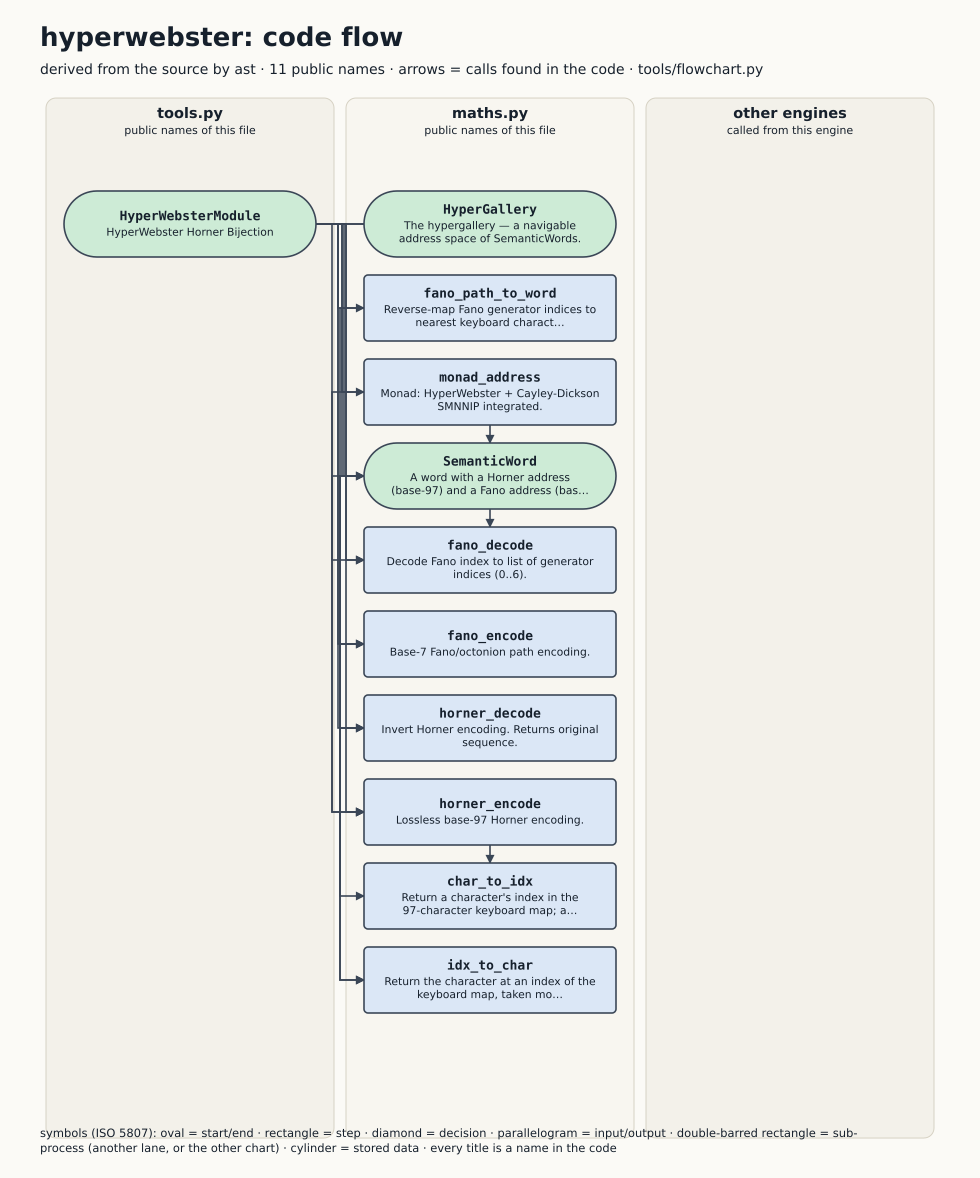 hyperwebster: code flow
derived from the source by ast · 11 public names · arrows = calls found in the code · tools/flowchart.py
tools.py
public names of this file
maths.py
public names of this file
other engines
called from this engine
HyperWebsterModule
HyperWebster Horner Bijection
HyperGallery
The hypergallery — a navigable
address space of SemanticWords.
fano_path_to_word
Reverse-map Fano generator indices to
nearest keyboard charact…
monad_address
Monad: HyperWebster + Cayley-Dickson
SMNNIP integrated.
SemanticWord
A word with a Horner address
(base-97) and a Fano address (bas…
fano_decode
Decode Fano index to list of generator
indices (0..6).
fano_encode
Base-7 Fano/octonion path encoding.
horner_decode
Invert Horner encoding. Returns original
sequence.
horner_encode
Lossless base-97 Horner encoding.
char_to_idx
Return a character's index in the
97-character keyboard map; a…
idx_to_char
Return the character at an index of the
keyboard map, taken mo…
symbols (ISO 5807): oval = start/end · rectangle = step · diamond = decision · parallelogram = input/output · double-barred rectangle = sub-
process (another lane, or the other chart) · cylinder = stored data · every title is a name in the code